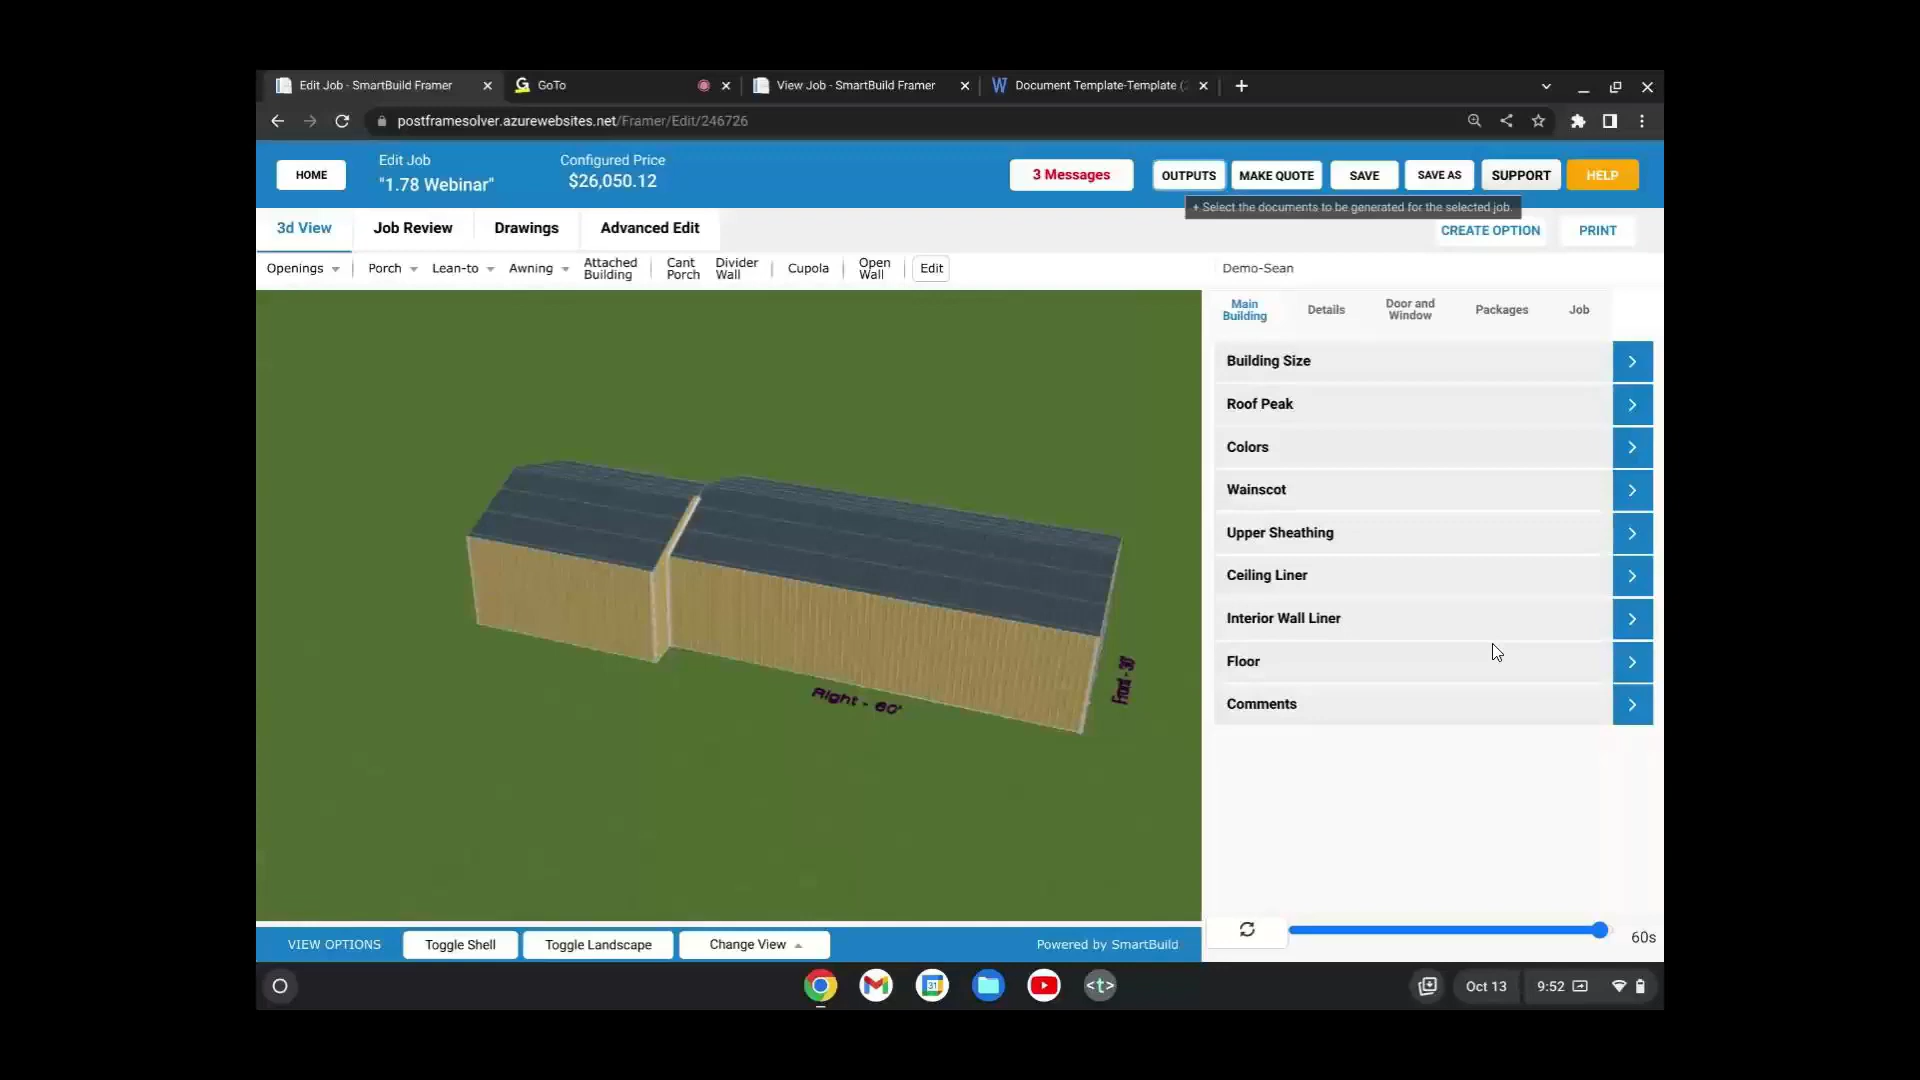 Edit Job - SmartBuild Framer
GoTo
View Job - SmartBuild Framer
Document Template-Template (
postframesolver.azurewebsites.net/Framer/Edit/246726
HOME
Edit Job
"1.78 Webinar"
Configured Price
$26,050.12
3 Messages
OUTPUTS
MAKE QUOTE
SAVE
SAVE AS
SUPPORT
HELP
+ Select the documents to be generated for the selected job.
3d View
Job Review
Drawings
Advanced Edit
CREATE OPTION
PRINT
Openings
Porch
Lean-to
Awning
Attached
Building
Cant
Porch
Divider
Wall
Cupola
Open
Wall
Edit
Demo-Sean
Main
Building
Details
Door and
Window
Packages
Job
Building Size
Roof Peak
Colors
Wainscot
Upper Sheathing
Ceiling Liner
Interior Wall Liner
Floor
Comments
Right - 60'
Front - 30'
60s
VIEW OPTIONS
Toggle Shell
Toggle Landscape
Change View
Powered by SmartBuild
31
<t>
Oct 13
9:52